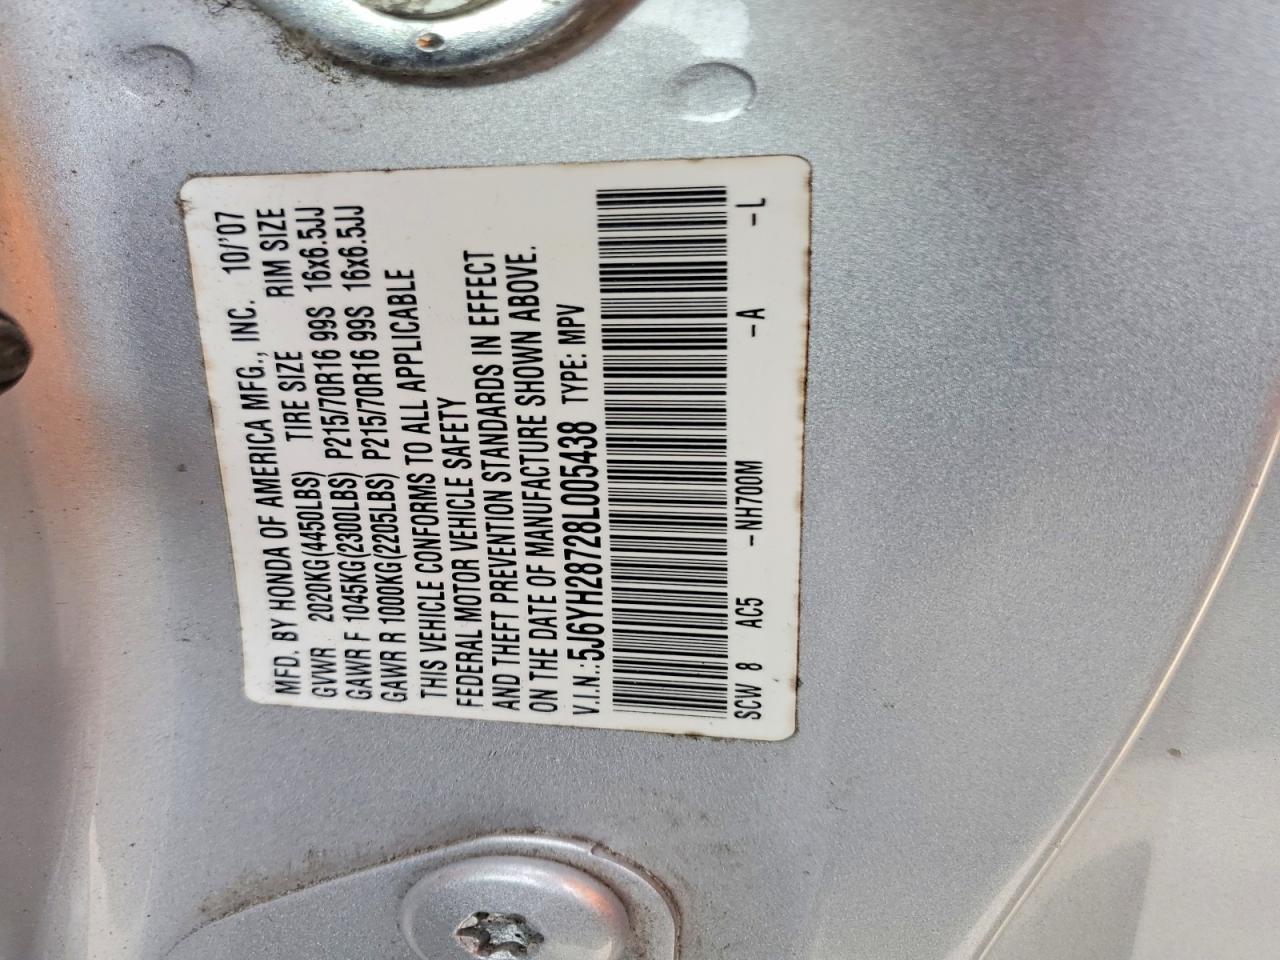 MFD. BY HONDA OF AMERICA MFG., INC. 10/'07
GVWR 2020KG(4450LBS) TIRE SIZE RIM SIZE
GAWR F 1045KG(2300LBS) P215/70R16 99S 16x6.5JJ
GAWR R 1000KG(2205LBS) P215/70R16 99S 16x6.5JJ
THIS VEHICLE CONFORMS TO ALL APPLICABLE
FEDERAL MOTOR VEHICLE SAFETY
AND THEFT PREVENTION STANDARDS IN EFFECT
ON THE DATE OF MANUFACTURE SHOWN ABOVE.
V.I.N.: 5J6YH28728L005438 TYPE: MPV
SCW 8 AC5 -NH700M -A -L